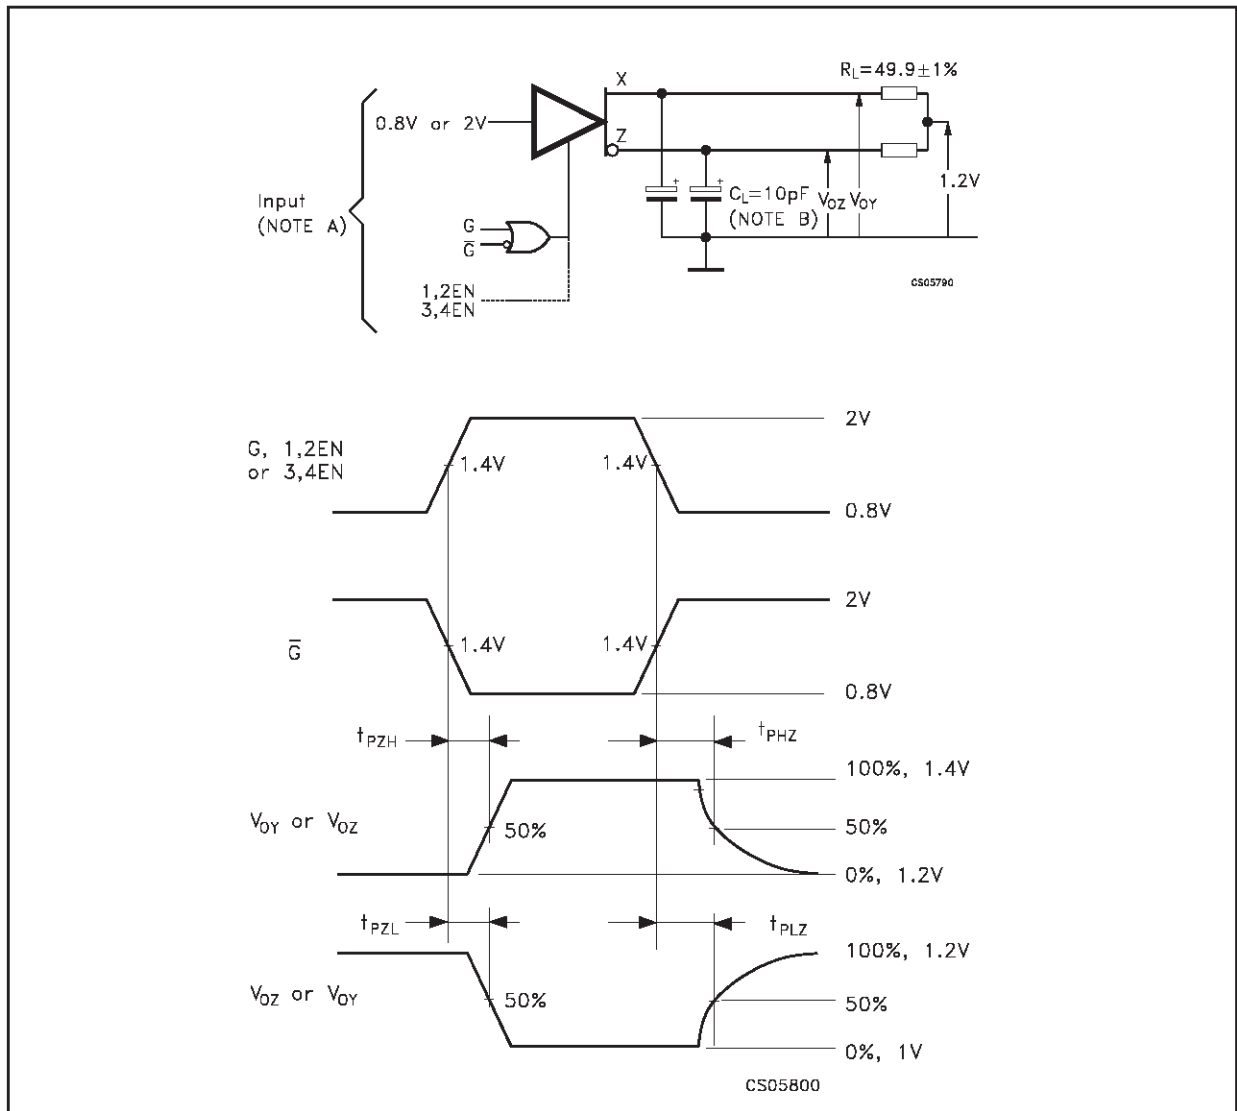 X
R_L=49.9±1%
0.8V or 2V
Z
1.2V
Input
(NOTE A)
+ +
C_L=10pF V_OZ V_OY
(NOTE B)
G
G̅
1,2EN
3,4EN
CS05790
2V
G, 1,2EN
or 3,4EN
1.4V 1.4V
0.8V
2V
G̅
1.4V 1.4V
0.8V
t_PZH t_PHZ
100%, 1.4V
V_OY or V_OZ
50% 50%
0%, 1.2V
t_PZL t_PLZ
100%, 1.2V
V_OZ or V_OY
50% 50%
0%, 1V
CS05800